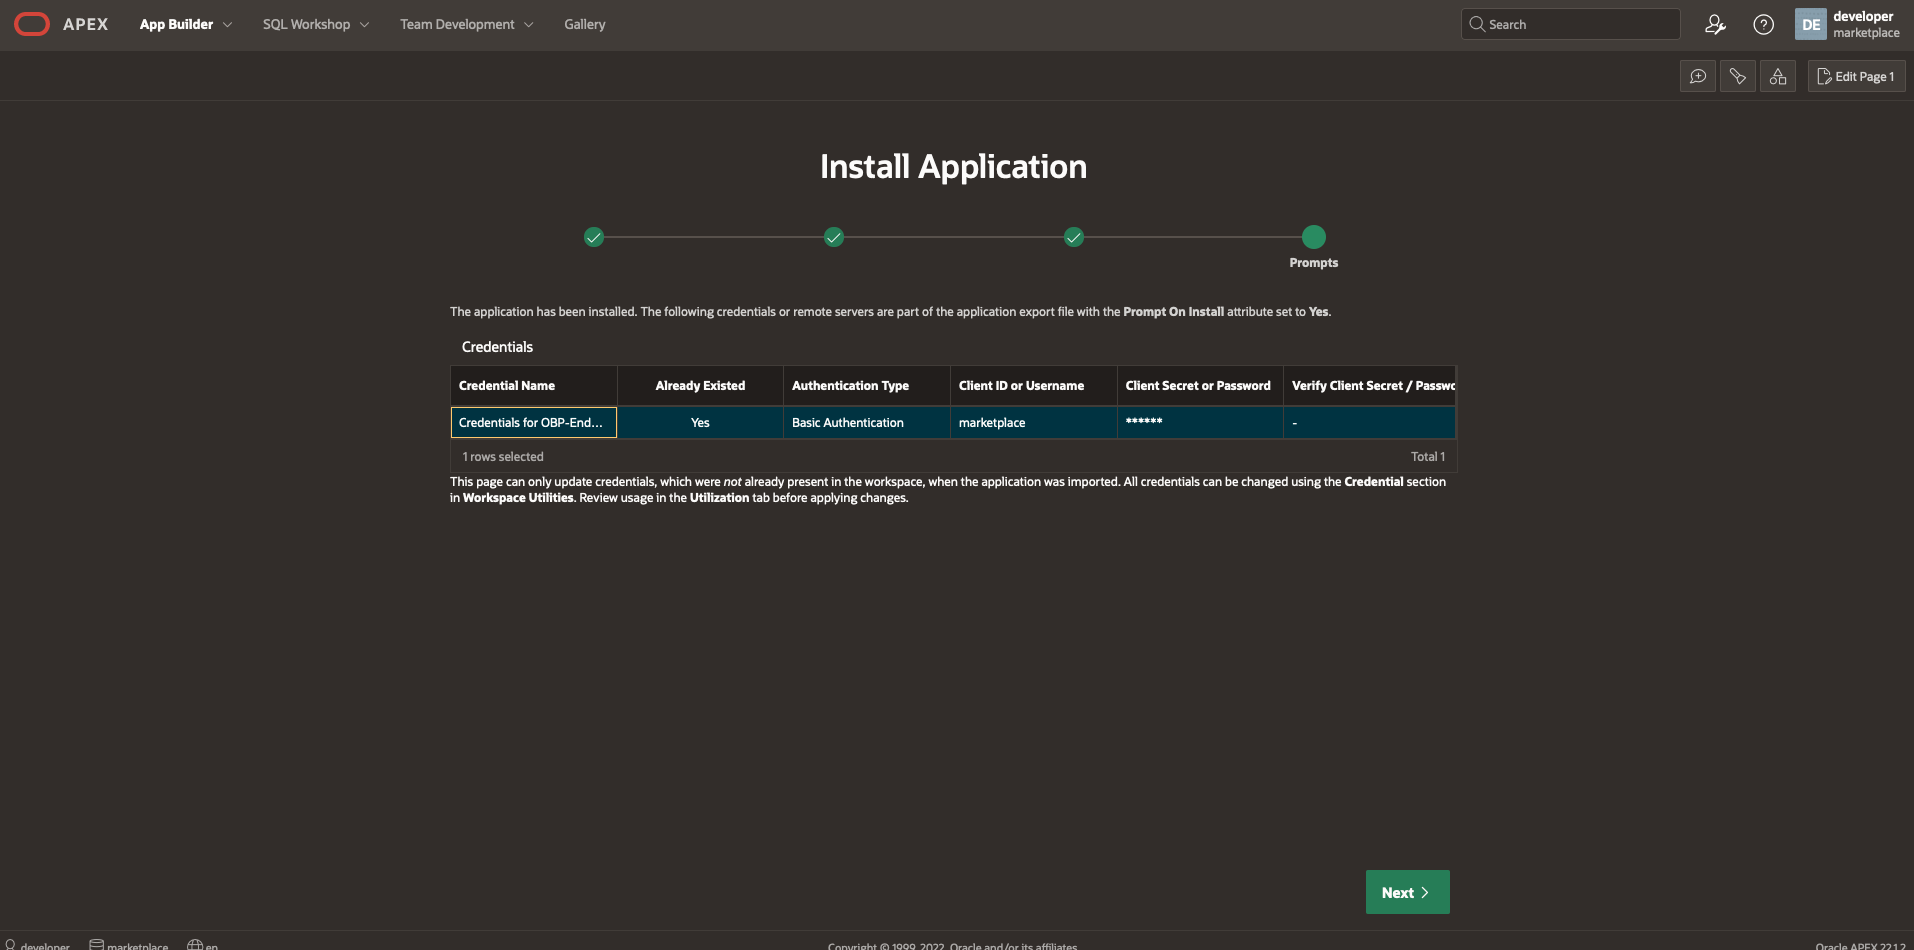 APEX App Builder SQL Workshop Team Development Gallery Search DE developer
marketplace
Edit Page 1
Install Application
Prompts
The application has been installed. The following credentials or remote servers are part of the application export file with the Prompt On Install attribute set to Yes.
Credentials
Credential Name Already Existed Authentication Type Client ID or Username Client Secret or Password Verify Client Secret / Passwo
Credentials for OBP-End... Yes Basic Authentication marketplace ****** -
1 rows selected Total 1
This page can only update credentials, which were not already present in the workspace, when the application was imported. All credentials can be changed using the Credential section
in Workspace Utilities. Review usage in the Utilization tab before applying changes.
Next
developer marketplace en Copyright © 1999, 2022, Oracle and/or its affiliates. Oracle APEX 22.1.2